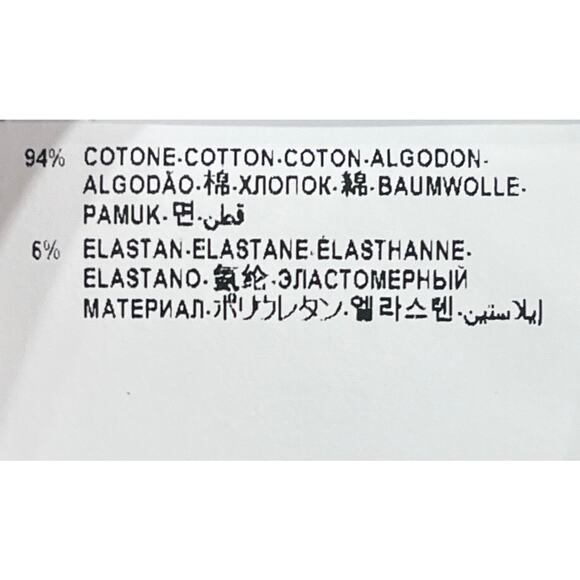 94% COTONE·COTTON·COTON·ALGODON·
ALGODÃO·棉·ХЛОПОК·綿·BAUMWOLLE·
PAMUK·면·قطن
6% ELASTAN·ELASTANE·ÉLASTHANNE·
ELASTANO·氨纶·ЭЛАСТОМЕРНЫЙ
МАТЕРИАЛ·ポリウレタン·엘라스텐·إيلاستين